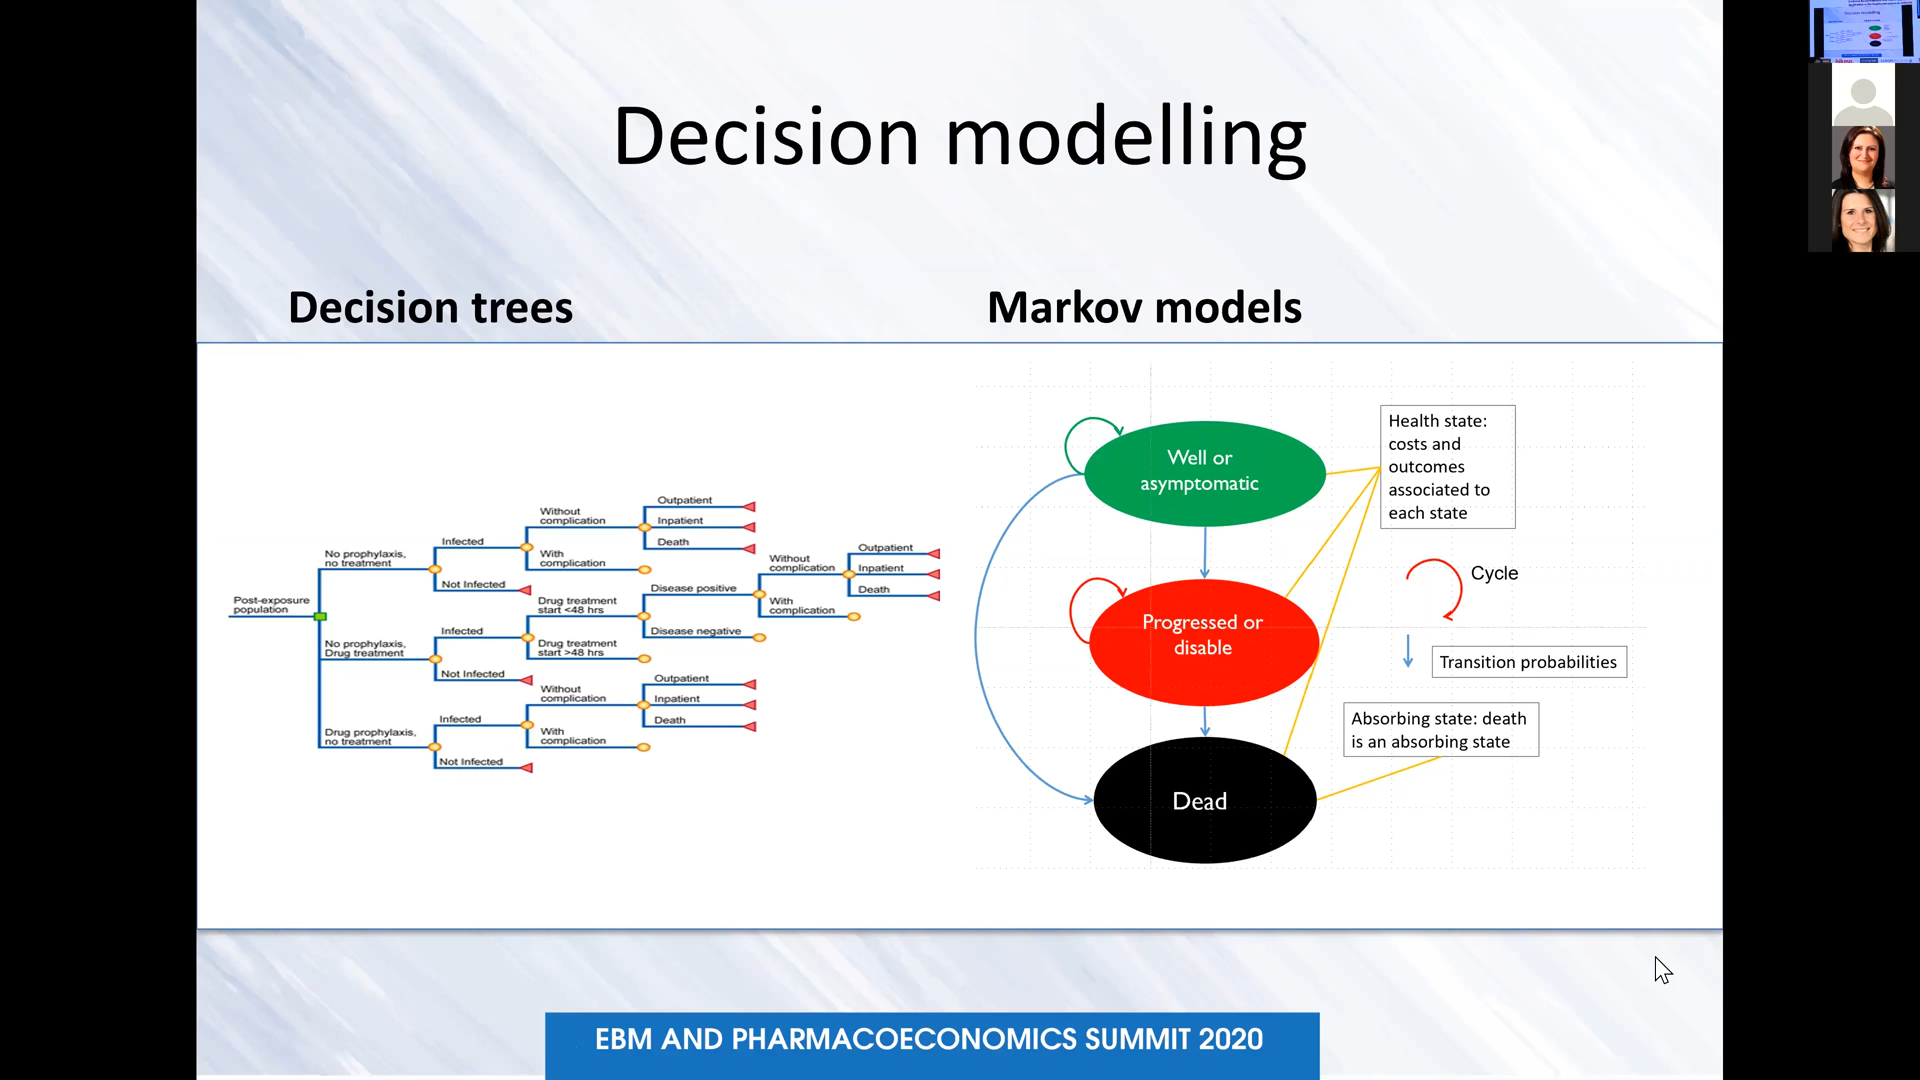 Decision modelling
Decision trees
Markov models
Post-exposure
population
No prophylaxis,
no treatment
Infected
Not Infected
Without
complication
With
complication
Outpatient
Inpatient
Death
No prophylaxis,
Drug treatment
Infected
Not Infected
Drug treatment
start <48 hrs
Drug treatment
start >48 hrs
Disease positive
Disease negative
Without
complication
With
complication
Outpatient
Inpatient
Death
Drug prophylaxis,
no treatment
Infected
Not Infected
Without
complication
With
complication
Outpatient
Inpatient
Death
Well or
asymptomatic
Progressed or
disable
Dead
Health state:
costs and
outcomes
associated to
each state
Cycle
Transition probabilities
Absorbing state: death
is an absorbing state
EBM AND PHARMACOECONOMICS SUMMIT 2020